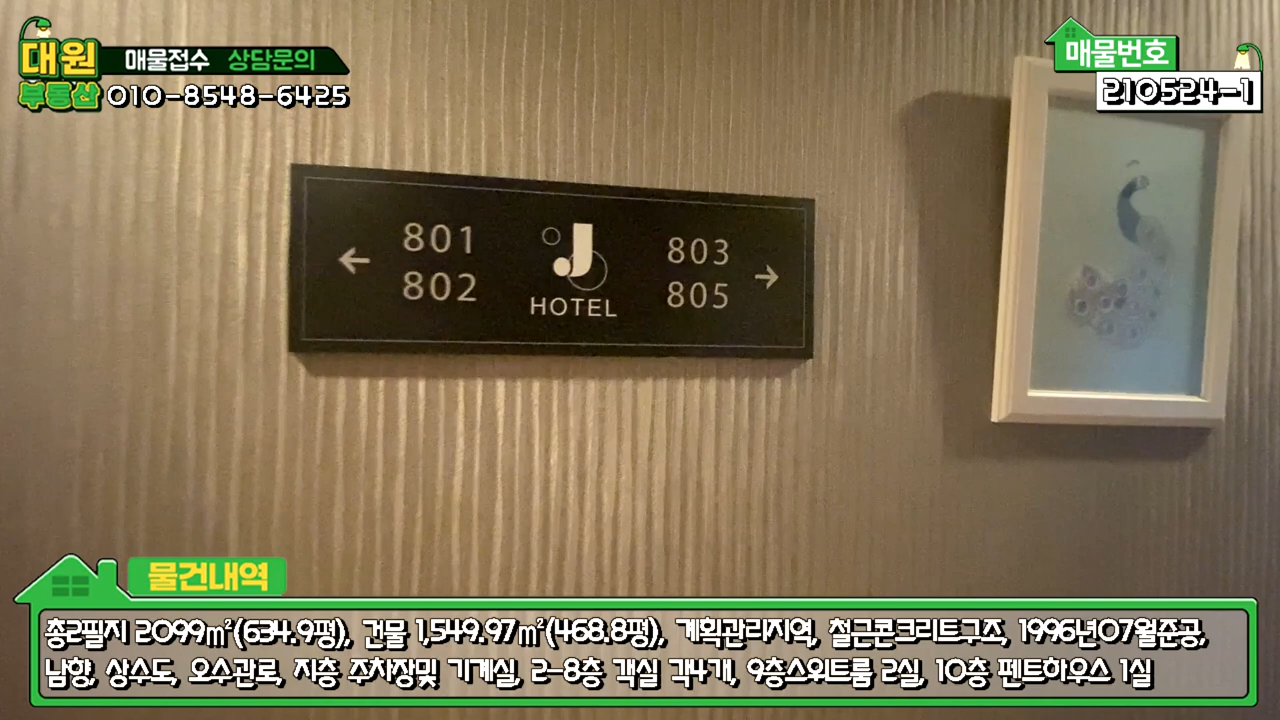 대원
부동산
매물접수 상담문의
010-8548-6425
매물번호
210524-1
← 801
802
J
HOTEL
803
805 →
물건내역
총2필지 2099㎡(634.9평), 건물 1,549.97㎡(468.8평), 계획관리지역, 철근콘크리트구조, 1996년07월준공,
남향, 상수도, 오수관로, 지층 주차장및 기계실, 2-8층 객실 각4개, 9층스위트룸 2실, 10층 펜트하우스 1실